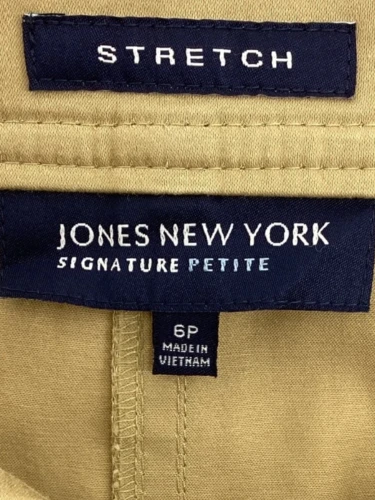 STRETCH
JONES NEW YORK
SIGNATURE PETITE
6P
MADE IN
VIETNAM